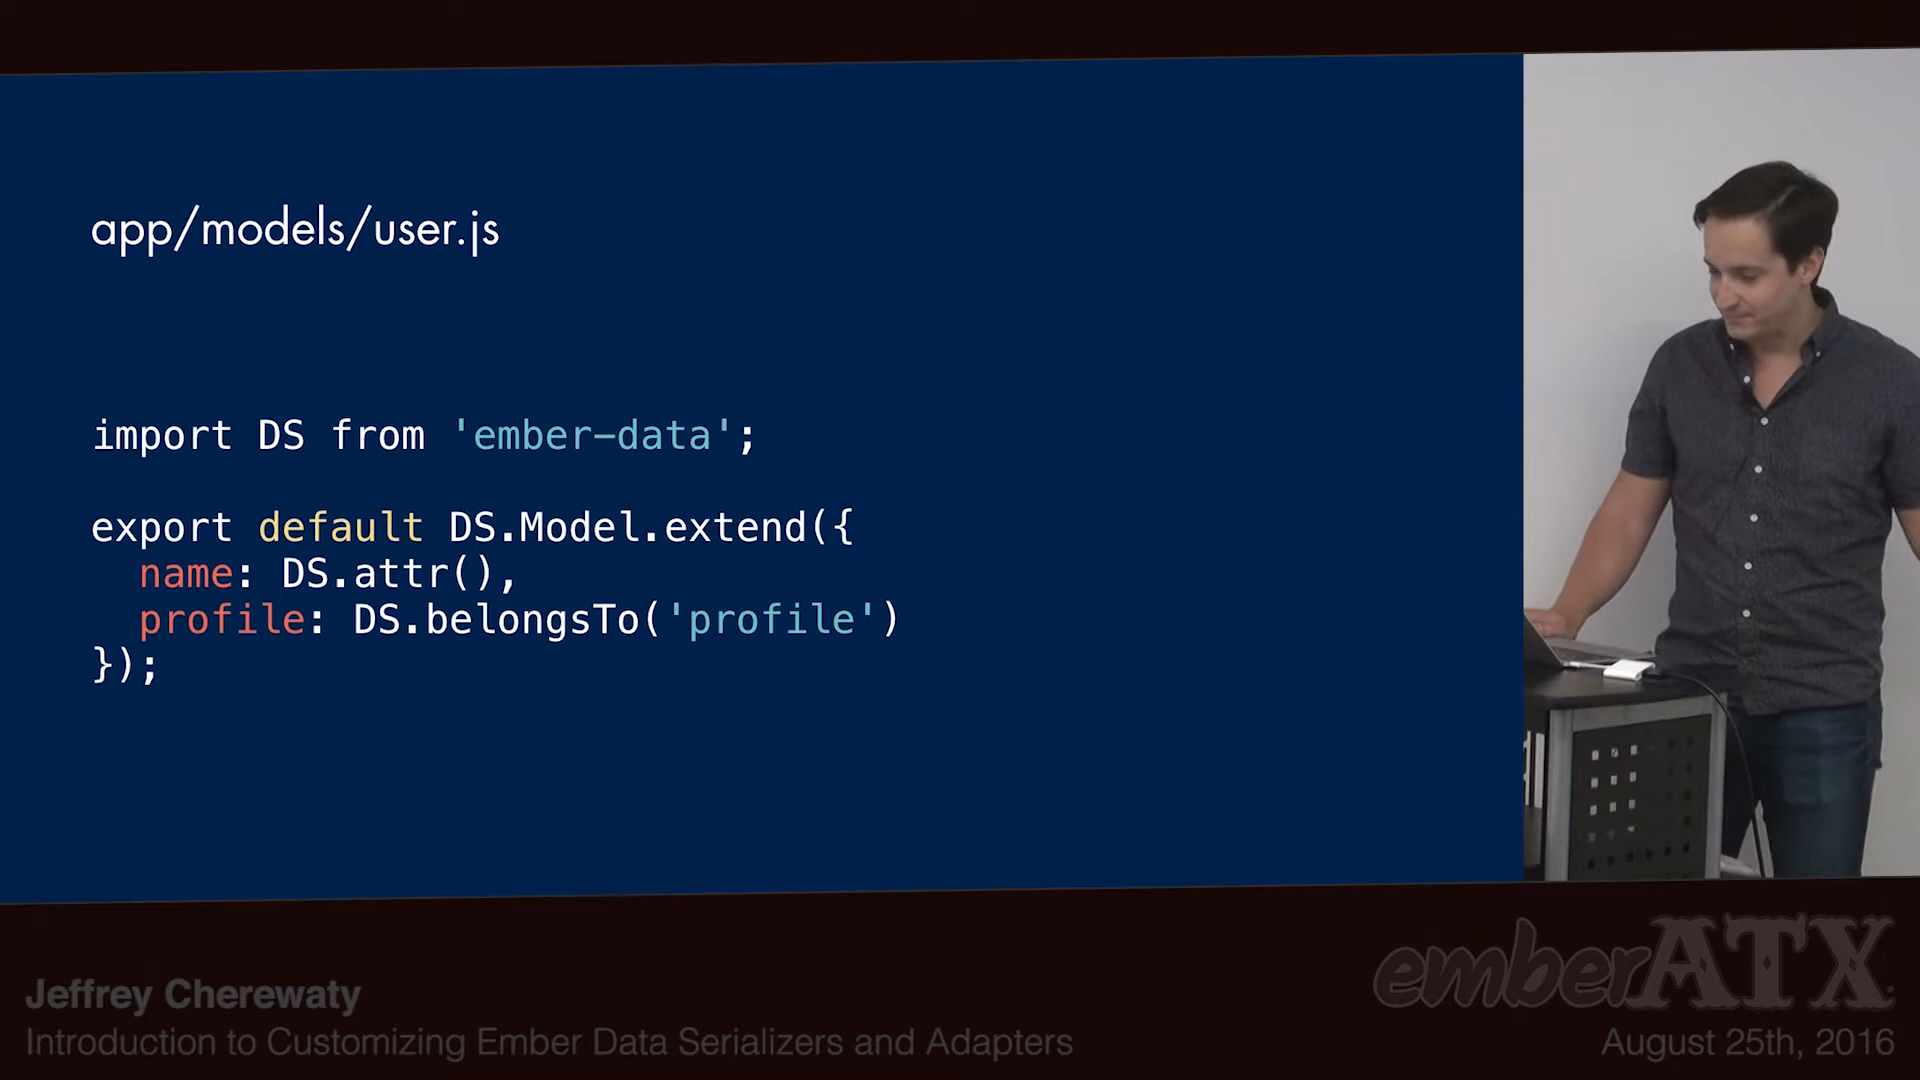 app/models/user.js
import DS from 'ember-data';
export default DS.Model.extend({
name: DS.attr(),
profile: DS.belongsTo('profile')
});
emberATX
Jeffrey Cherewaty
Introduction to Customizing Ember Data Serializers and Adapters
August 25th, 2016